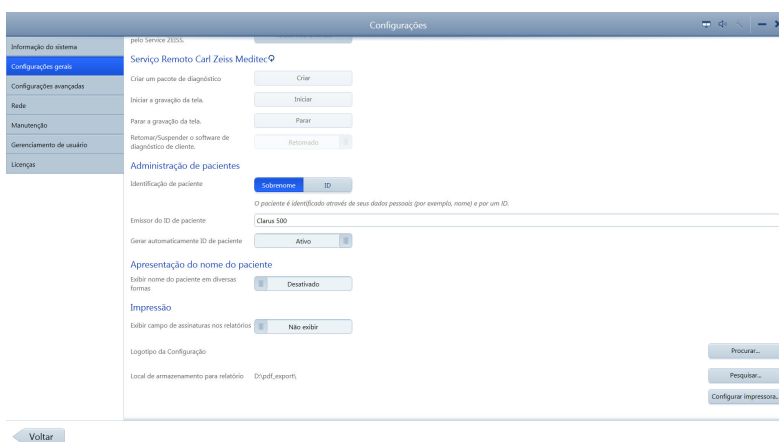 Configurações
Informação do sistema
Configurações gerais
Configurações avançadas
Rede
Manutenção
Gerenciamento de usuário
Licenças
pelo Service ZEISS.
Serviço Remoto Carl Zeiss Meditec
Criar um pacote de diagnóstico
Criar
Iniciar a gravação da tela.
Iniciar
Parar a gravação da tela.
Parar
Retomar/Suspender o software de
diagnóstico de cliente.
Retomado
Administração de pacientes
Identificação de paciente
Sobrenome ID
O paciente é identificado através de seus dados pessoais (por exemplo, nome) e por um ID.
Emissor do ID de paciente
Clarus 500
Gerar automaticamente ID de paciente
Ativo
Apresentação do nome do paciente
Exibir nome do paciente em diversas
formas
Desativado
Impressão
Exibir campo de assinaturas nos relatórios
Não exibir
Logotipo da Configuração
Procurar...
Local de armazenamento para relatório
D:\pdf_export\
Pesquisar...
Configurar impressora...
Voltar